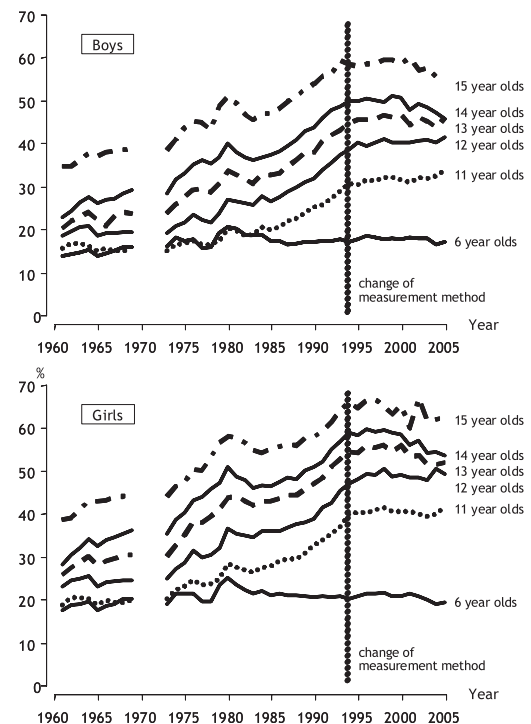 70
Boys
60
15 year olds
50
14 year olds
13 year olds
40
12 year olds
30
11 year olds
20
6 year olds
10
change of
measurement method
0
Year
1960 1965 1970 1975 1980 1985 1990 1995 2000 2005
%
70
Girls
60
15 year olds
14 year olds
50
13 year olds
12 year olds
40
11 year olds
30
20
6 year olds
10
change of
measurement method
0
Year
1960 1965 1970 1975 1980 1985 1990 1995 2000 2005